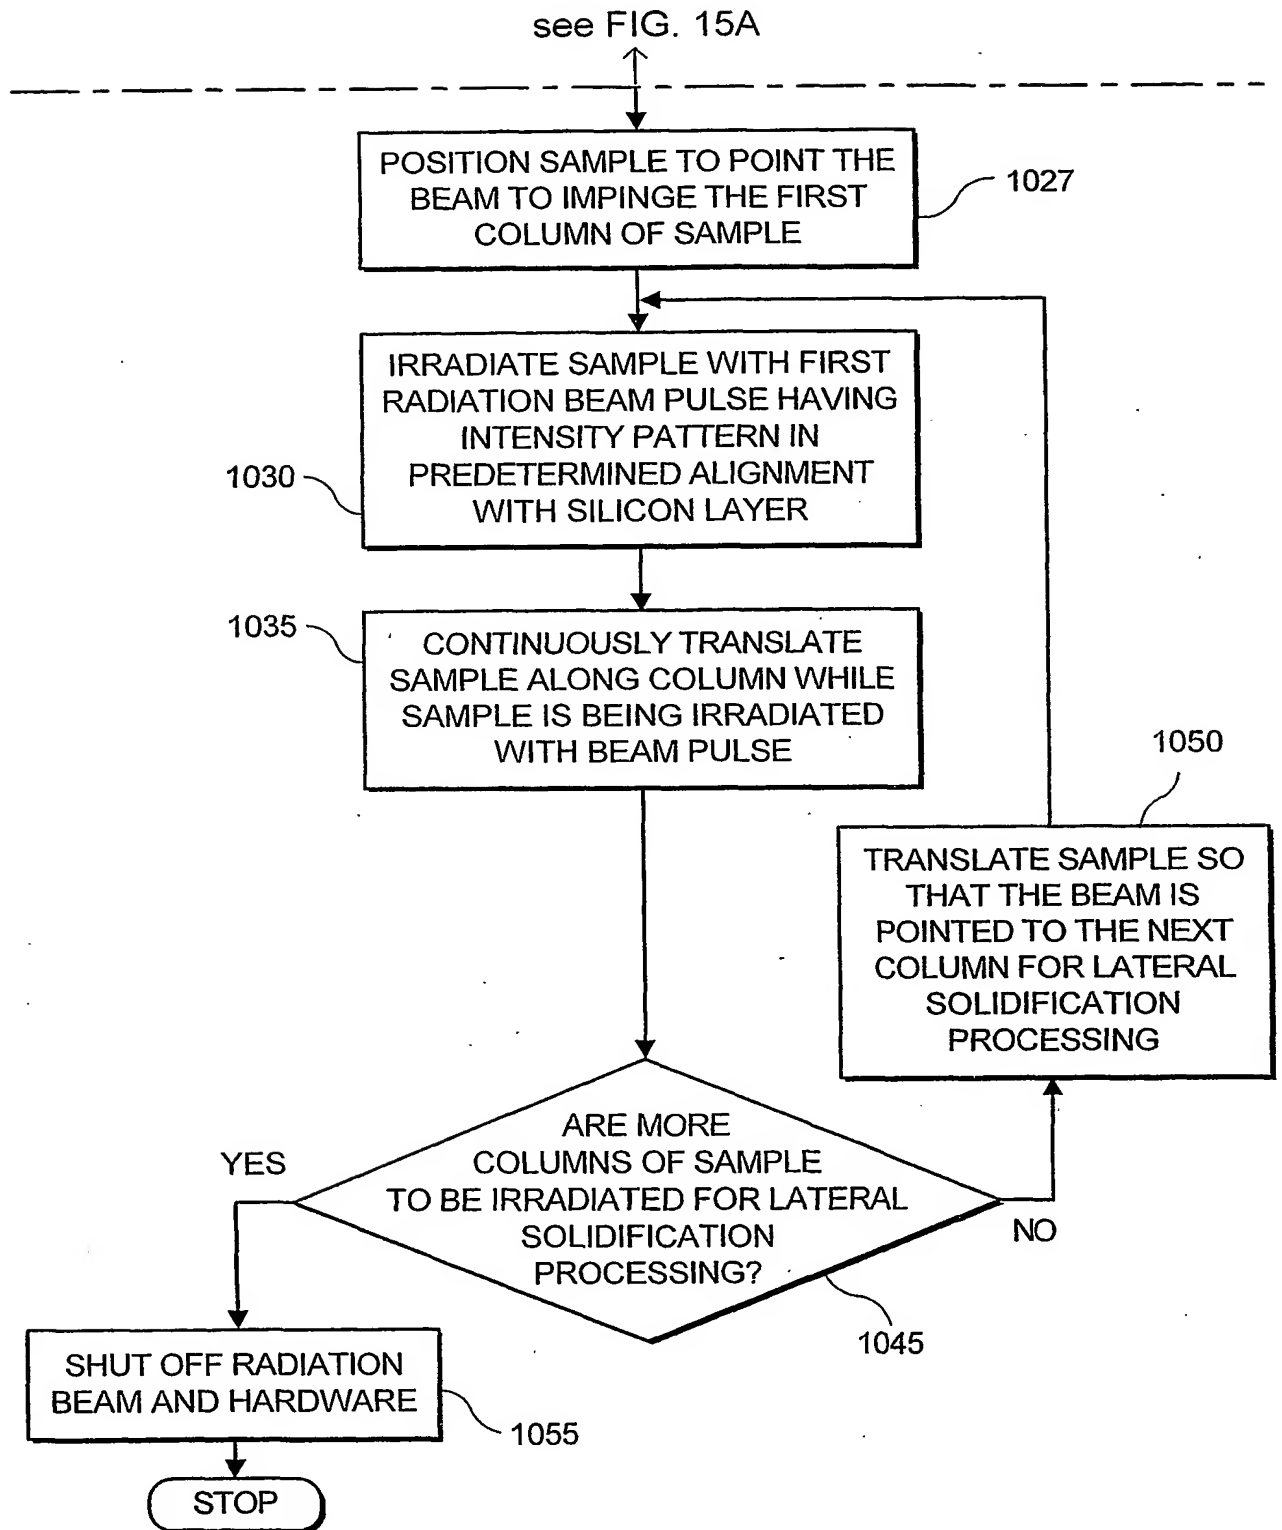 see FIG. 15A
POSITION SAMPLE TO POINT THE
BEAM TO IMPINGE THE FIRST
COLUMN OF SAMPLE
1027
IRRADIATE SAMPLE WITH FIRST
RADIATION BEAM PULSE HAVING
INTENSITY PATTERN IN
PREDETERMINED ALIGNMENT
WITH SILICON LAYER
1030
1035
CONTINUOUSLY TRANSLATE
SAMPLE ALONG COLUMN WHILE
SAMPLE IS BEING IRRADIATED
WITH BEAM PULSE
1050
TRANSLATE SAMPLE SO
THAT THE BEAM IS
POINTED TO THE NEXT
COLUMN FOR LATERAL
SOLIDIFICATION
PROCESSING
ARE MORE
COLUMNS OF SAMPLE
TO BE IRRADIATED FOR LATERAL
SOLIDIFICATION
PROCESSING?
YES
NO
1045
SHUT OFF RADIATION
BEAM AND HARDWARE
1055
STOP